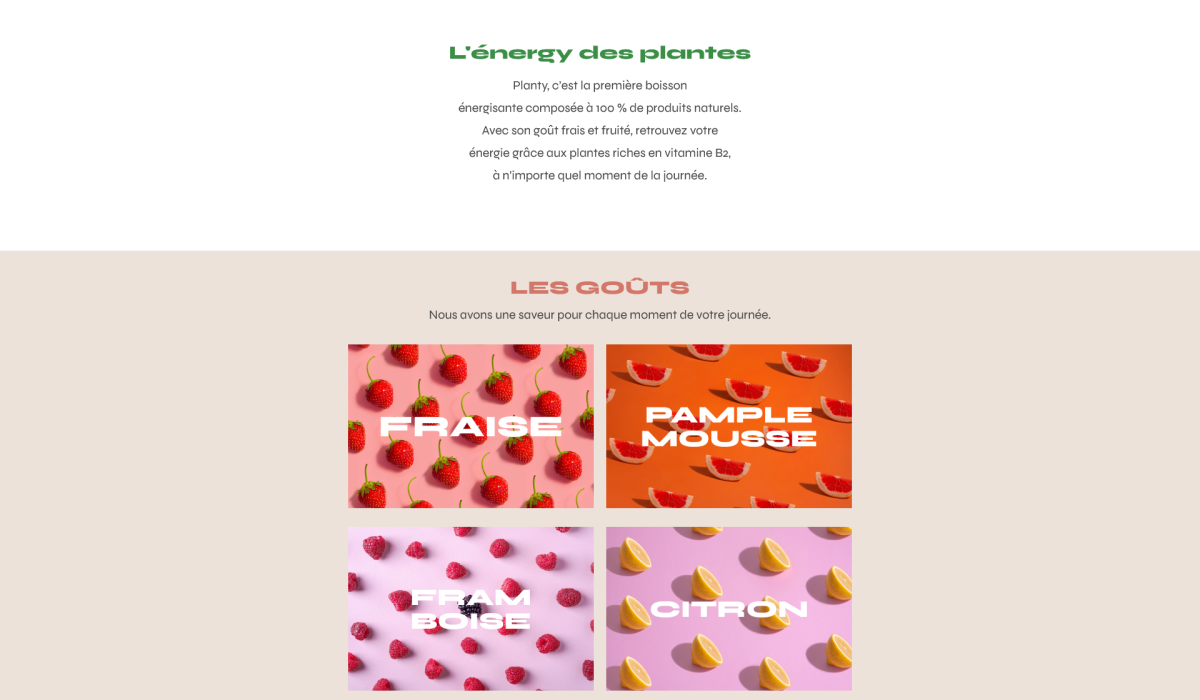 L'énergy des plantes
Planty, c'est la première boisson
énergisante composée à 100 % de produits naturels.
Avec son goût frais et fruité, retrouvez votre
énergie grâce aux plantes riches en vitamine B2,
à n'importe quel moment de la journée.
LES GOÛTS
Nous avons une saveur pour chaque moment de votre journée.
FRAISE
PAMPLE
MOUSSE
FRAM
BOISE
CITRON